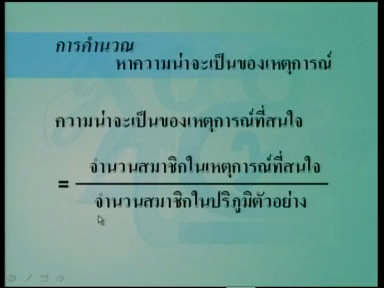 การคำนวณ
หาความน่าจะเป็นของเหตุการณ์
ความน่าจะเป็นของเหตุการณ์ที่สนใจ
จำนวนสมาชิกในเหตุการณ์ที่สนใจ
=
จำนวนสมาชิกในปริภูมิตัวอย่าง